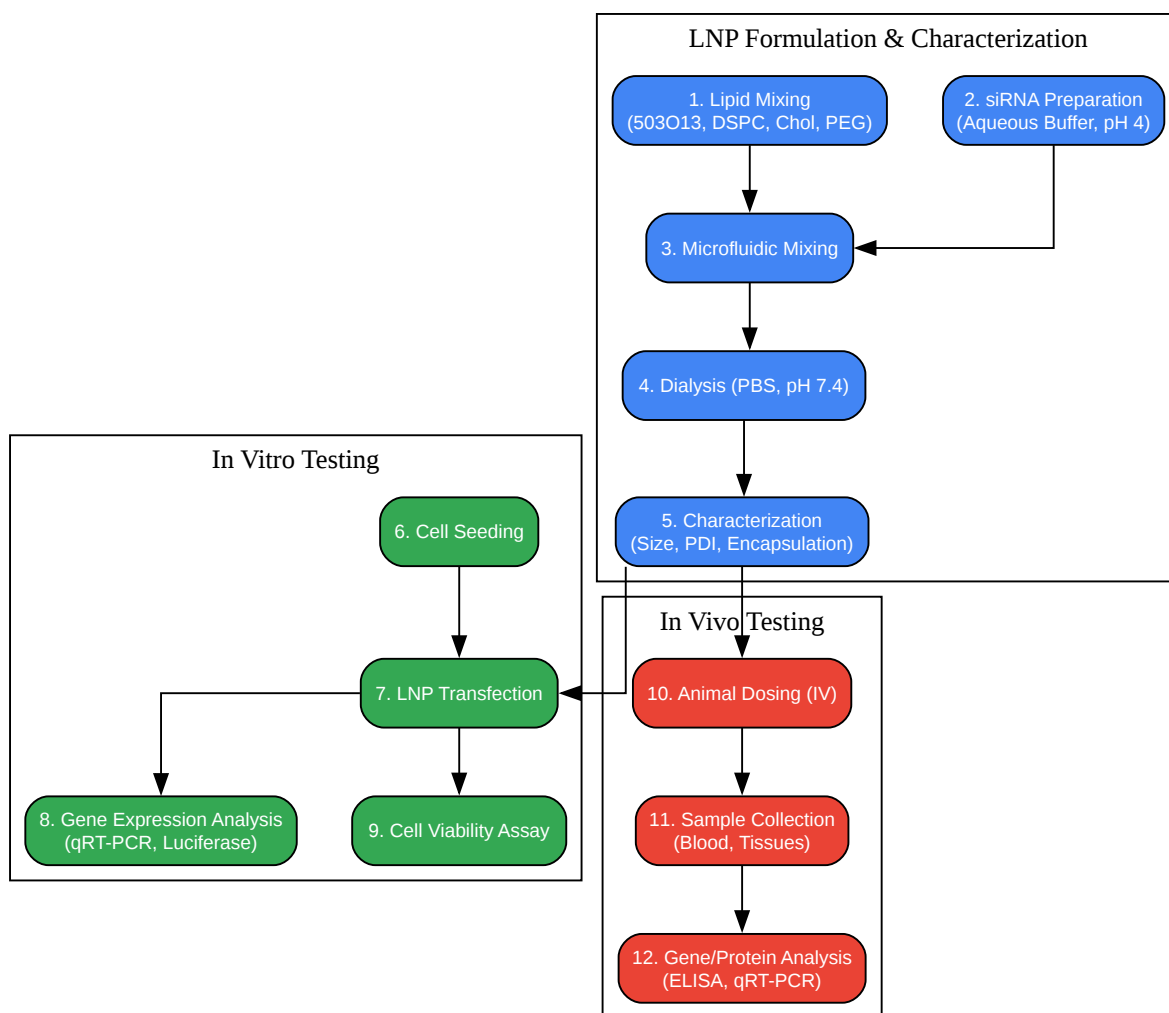 LNP Formulation & Characterization
1. Lipid Mixing
(503O13, DSPC, Chol, PEG)
2. siRNA Preparation
(Aqueous Buffer, pH 4)
3. Microfluidic Mixing
4. Dialysis (PBS, pH 7.4)
5. Characterization
(Size, PDI, Encapsulation)
In Vitro Testing
6. Cell Seeding
7. LNP Transfection
8. Gene Expression Analysis
(qRT-PCR, Luciferase)
9. Cell Viability Assay
In Vivo Testing
10. Animal Dosing (IV)
11. Sample Collection
(Blood, Tissues)
12. Gene/Protein Analysis
(ELISA, qRT-PCR)